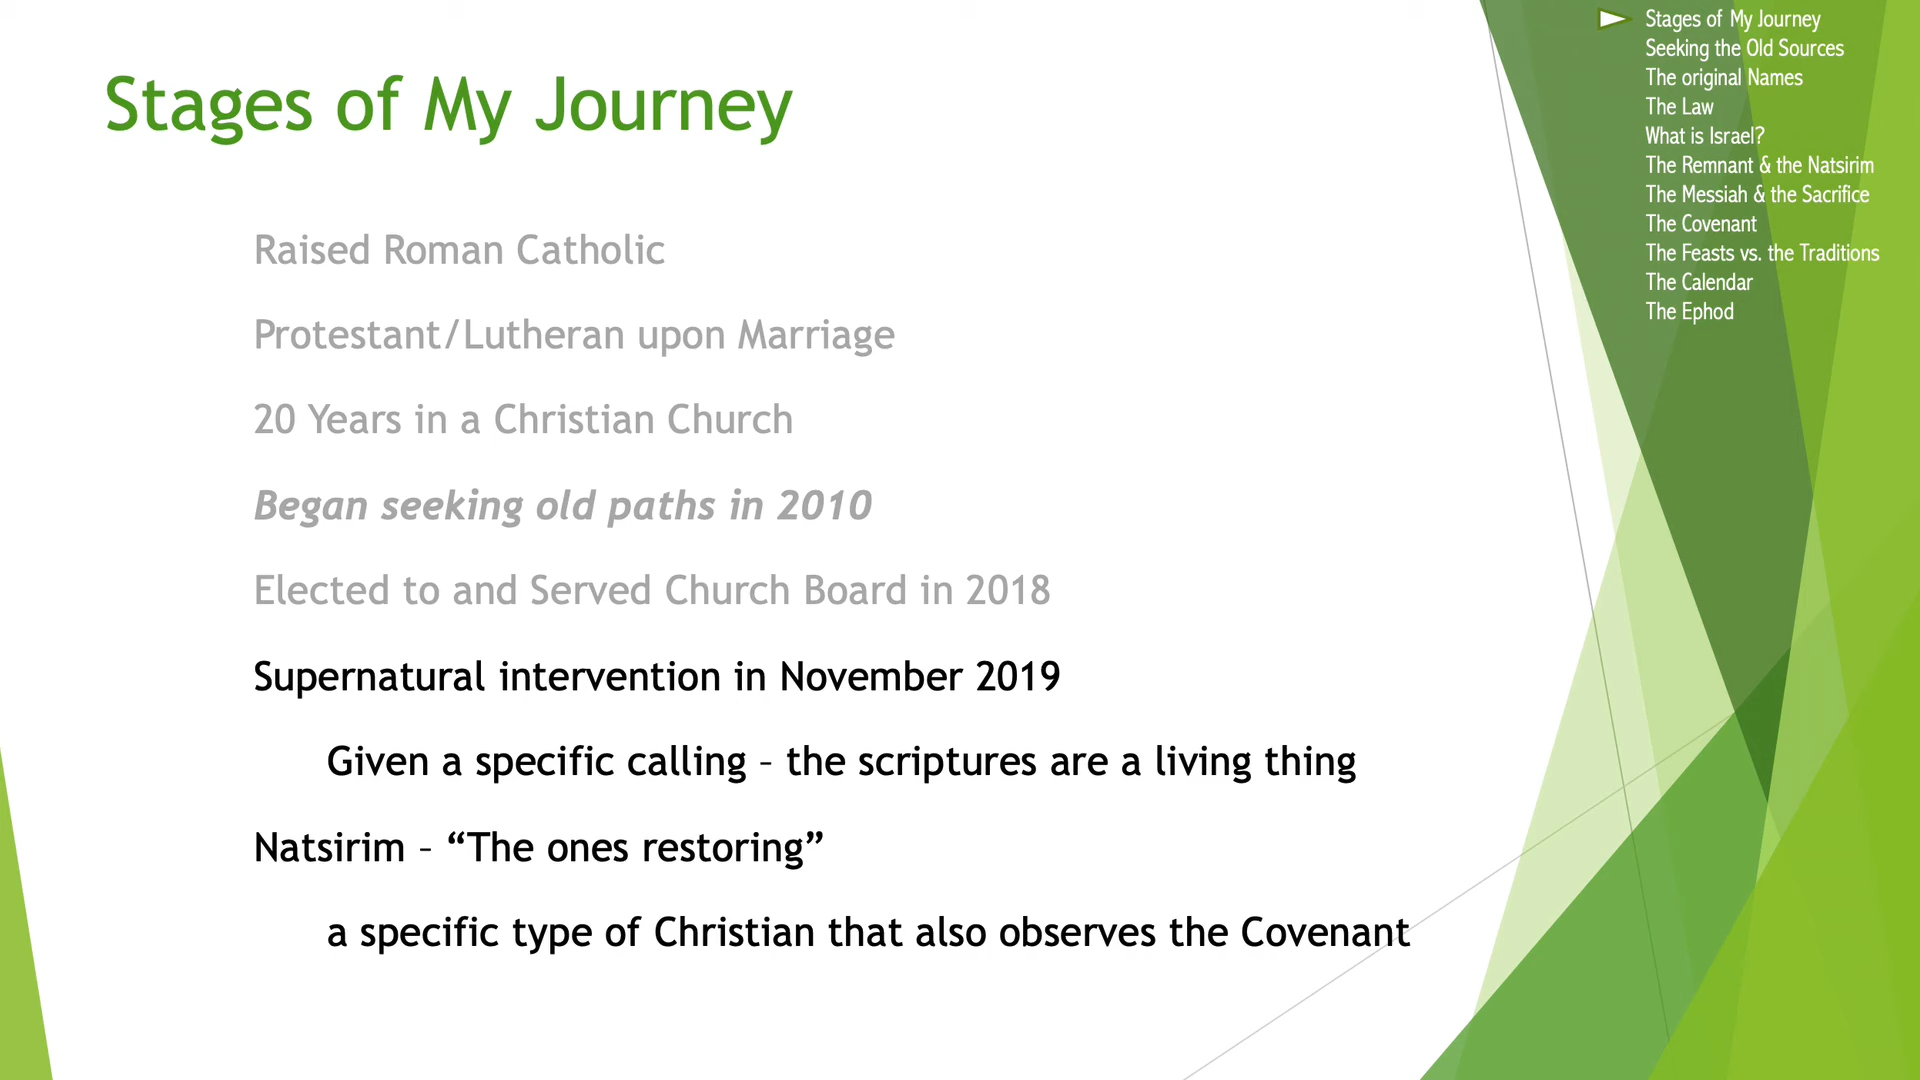 Stages of My Journey
Raised Roman Catholic
Protestant/Lutheran upon Marriage
20 Years in a Christian Church
Began seeking old paths in 2010
Elected to and Served Church Board in 2018
Supernatural intervention in November 2019
Given a specific calling – the scriptures are a living thing
Natsirim – “The ones restoring”
a specific type of Christian that also observes the Covenant
Stages of My Journey
Seeking the Old Sources
The original Names
The Law
What is Israel?
The Remnant & the Natsirim
The Messiah & the Sacrifice
The Covenant
The Feasts vs. the Traditions
The Calendar
The Ephod